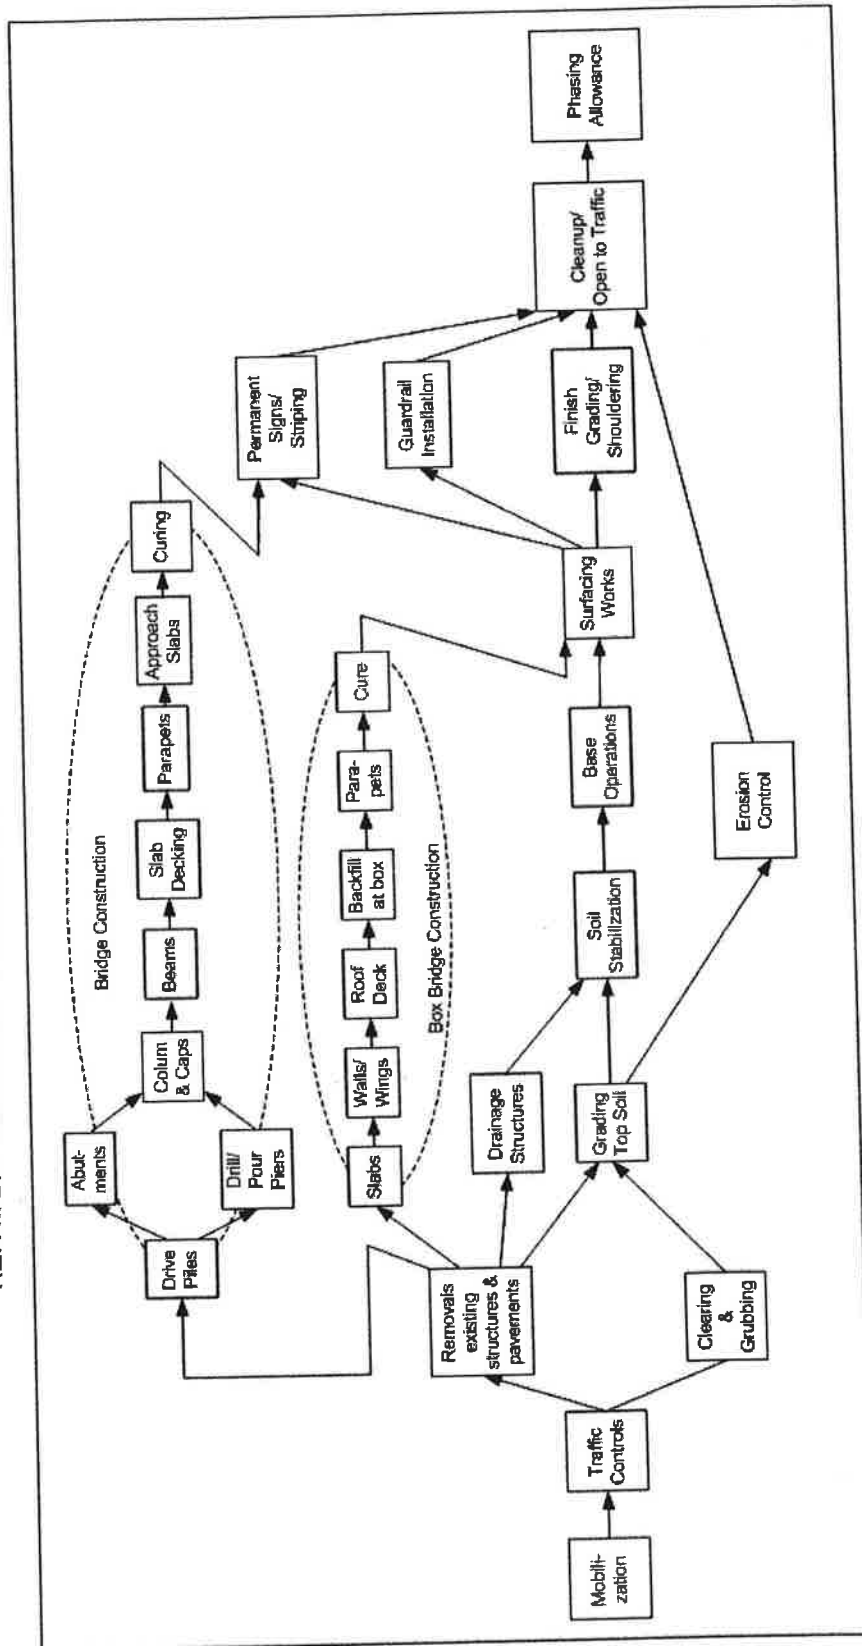 Mobili-
zation
Traffic
Controls
Clearing
&
Grubbing
Removals
existing
structures &
pavements
Drive
Piles
Abut-
ments
Drill/
Pour
Piers
Colum
& Caps
Beams
Slab
Decking
Parapets
Approach
Slabs
Curing
Bridge Construction
Slabs
Walls/
Wings
Roof
Deck
Backfill
at box
Para-
pets
Cure
Box Bridge Construction
Drainage
Structures
Grading
Top Soil
Soil
Stabilization
Base
Operations
Surfacing
Works
Erosion
Control
Permanent
Signs/
Striping
Guardrail
Installation
Finish
Grading/
Shouldering
Cleanup/
Open to Traffic
Phasing
Allowance